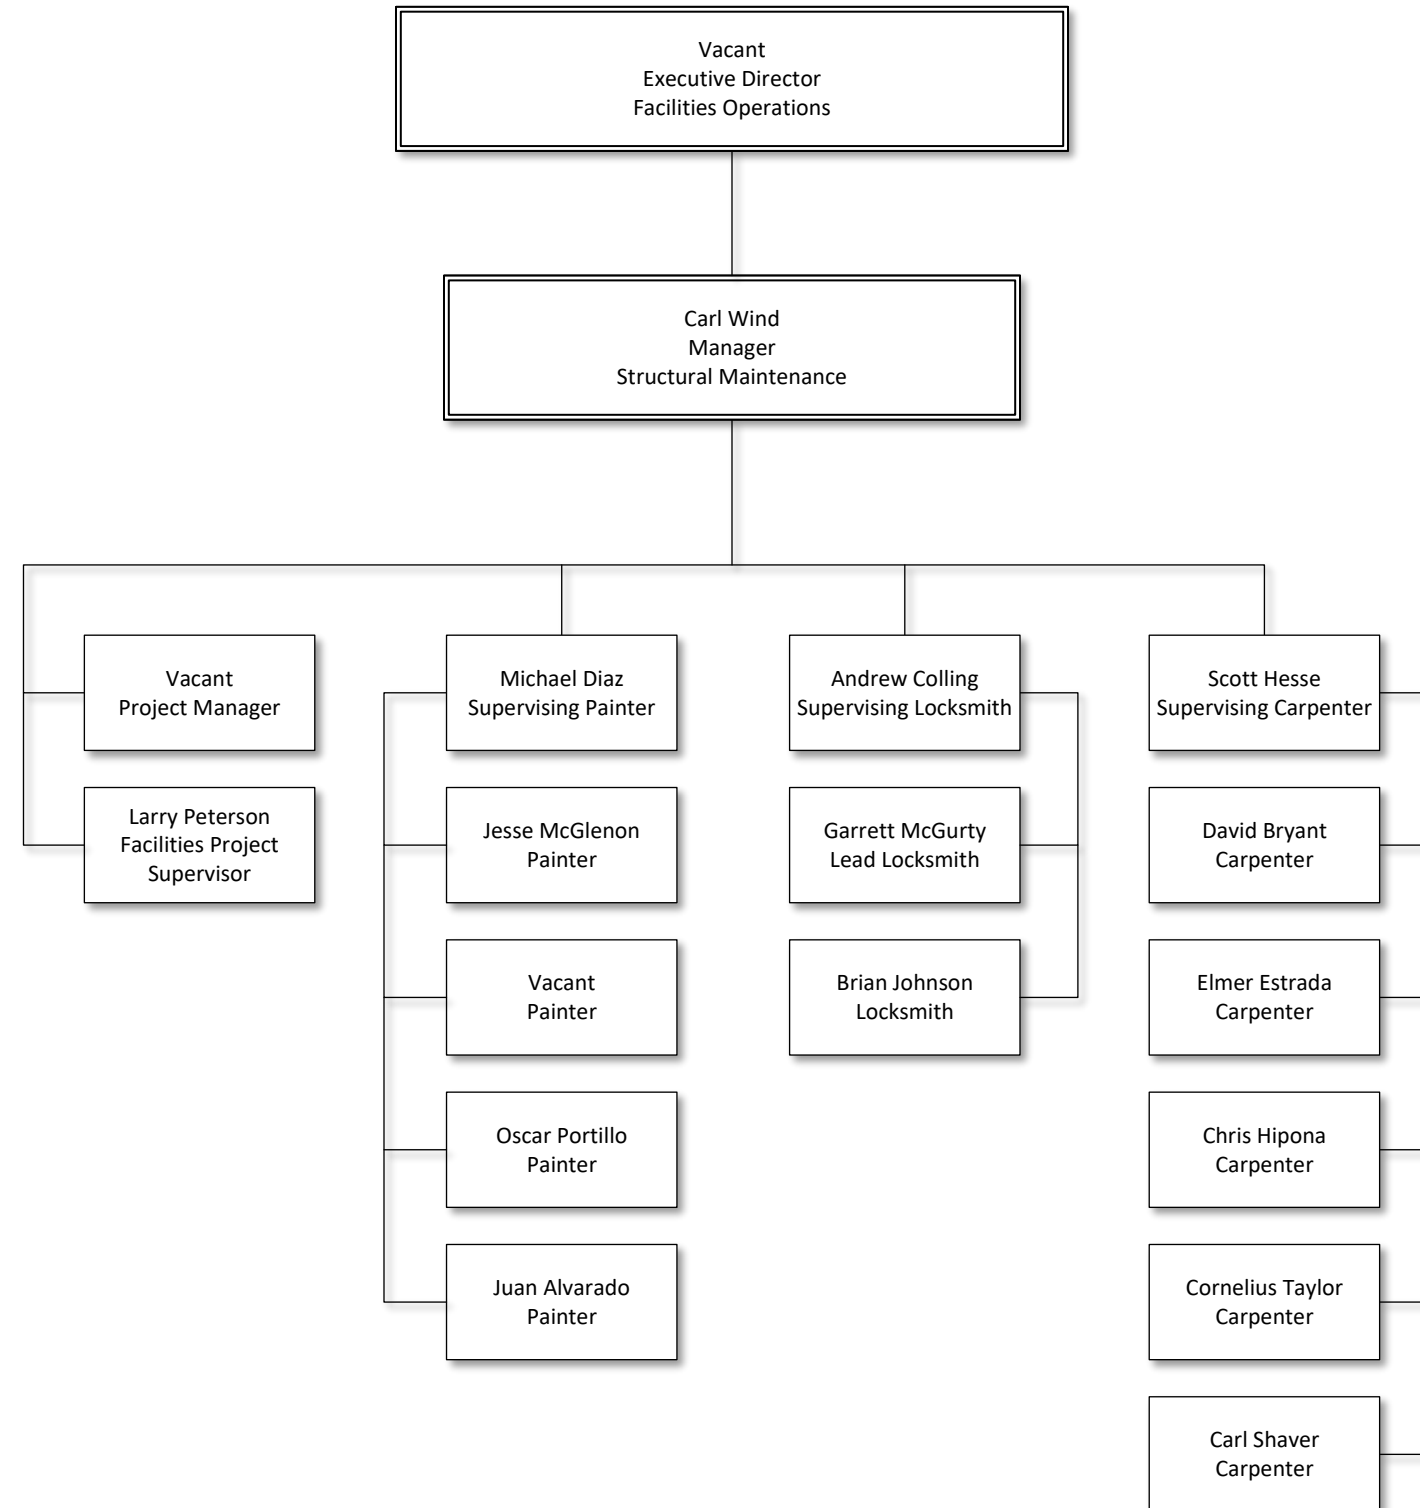 Vacant
Executive Director
Facilities Operations
Carl Wind
Manager
Structural Maintenance
Vacant
Project Manager
Larry Peterson
Facilities Project
Supervisor
Michael Diaz
Supervising Painter
Jesse McGlenon
Painter
Vacant
Painter
Oscar Portillo
Painter
Juan Alvarado
Painter
Andrew Colling
Supervising Locksmith
Garrett McGurty
Lead Locksmith
Brian Johnson
Locksmith
Scott Hesse
Supervising Carpenter
David Bryant
Carpenter
Elmer Estrada
Carpenter
Chris Hipona
Carpenter
Cornelius Taylor
Carpenter
Carl Shaver
Carpenter